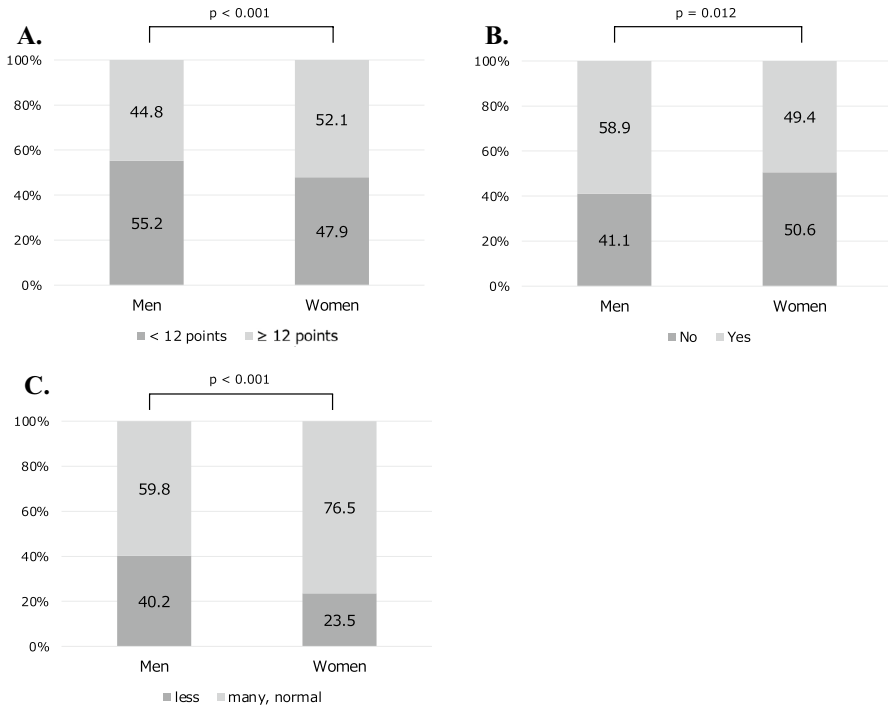 p < 0.001
A.
100%
80%
60%
40%
20%
0%
44.8
55.2
52.1
47.9
Men
Women
< 12 points
≥ 12 points
p = 0.012
B.
100%
80%
60%
40%
20%
0%
58.9
41.1
49.4
50.6
Men
Women
No
Yes
p < 0.001
C.
100%
80%
60%
40%
20%
0%
59.8
40.2
76.5
23.5
Men
Women
less
many, normal